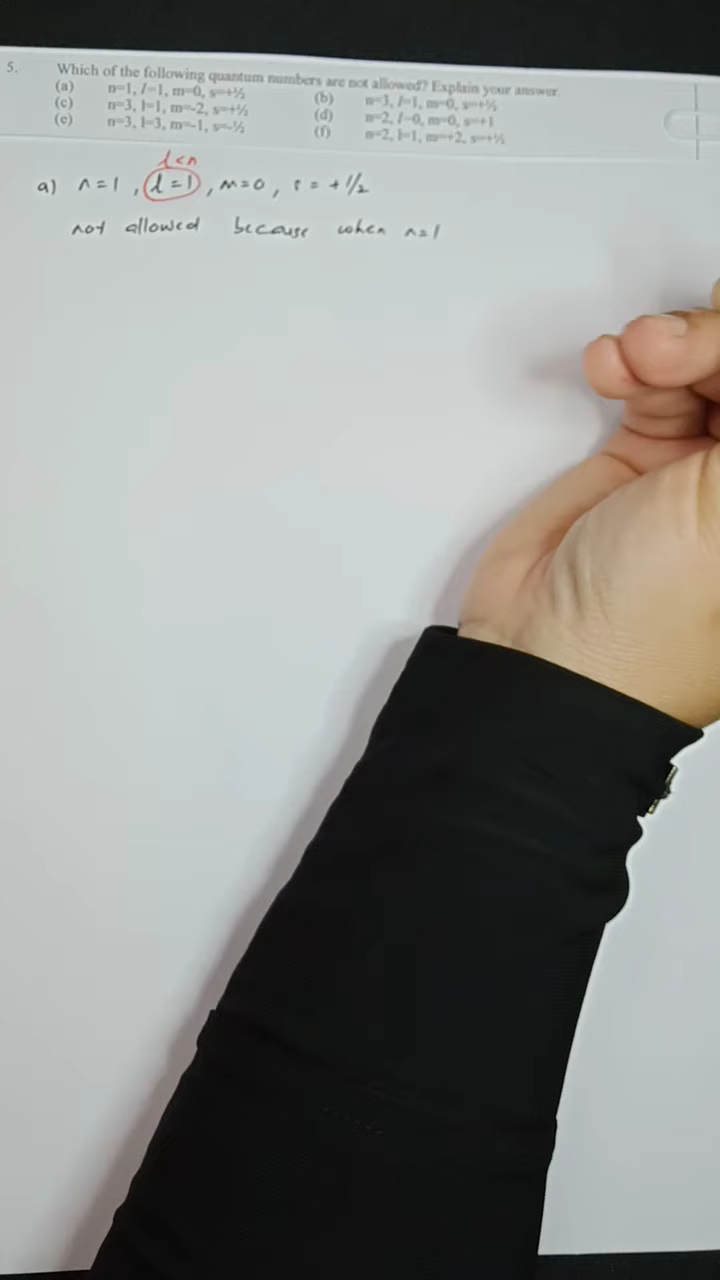 5. Which of the following quantum numbers are not allowed? Explain your answer.
(a) n=1, l=1, m=0, s=+½ (b) n=3, l=1, m=0, s=+½
(c) n=3, l=1, m=-2, s=+½ (d) n=2, l=0, m=0, s=+1
(e) n=3, l=3, m=-1, s=-½ (f) n=2, l=1, m=+2, s=+½
l<n
a) n=1, l=1, m=0, s=+1/2
not allowed because when n=1